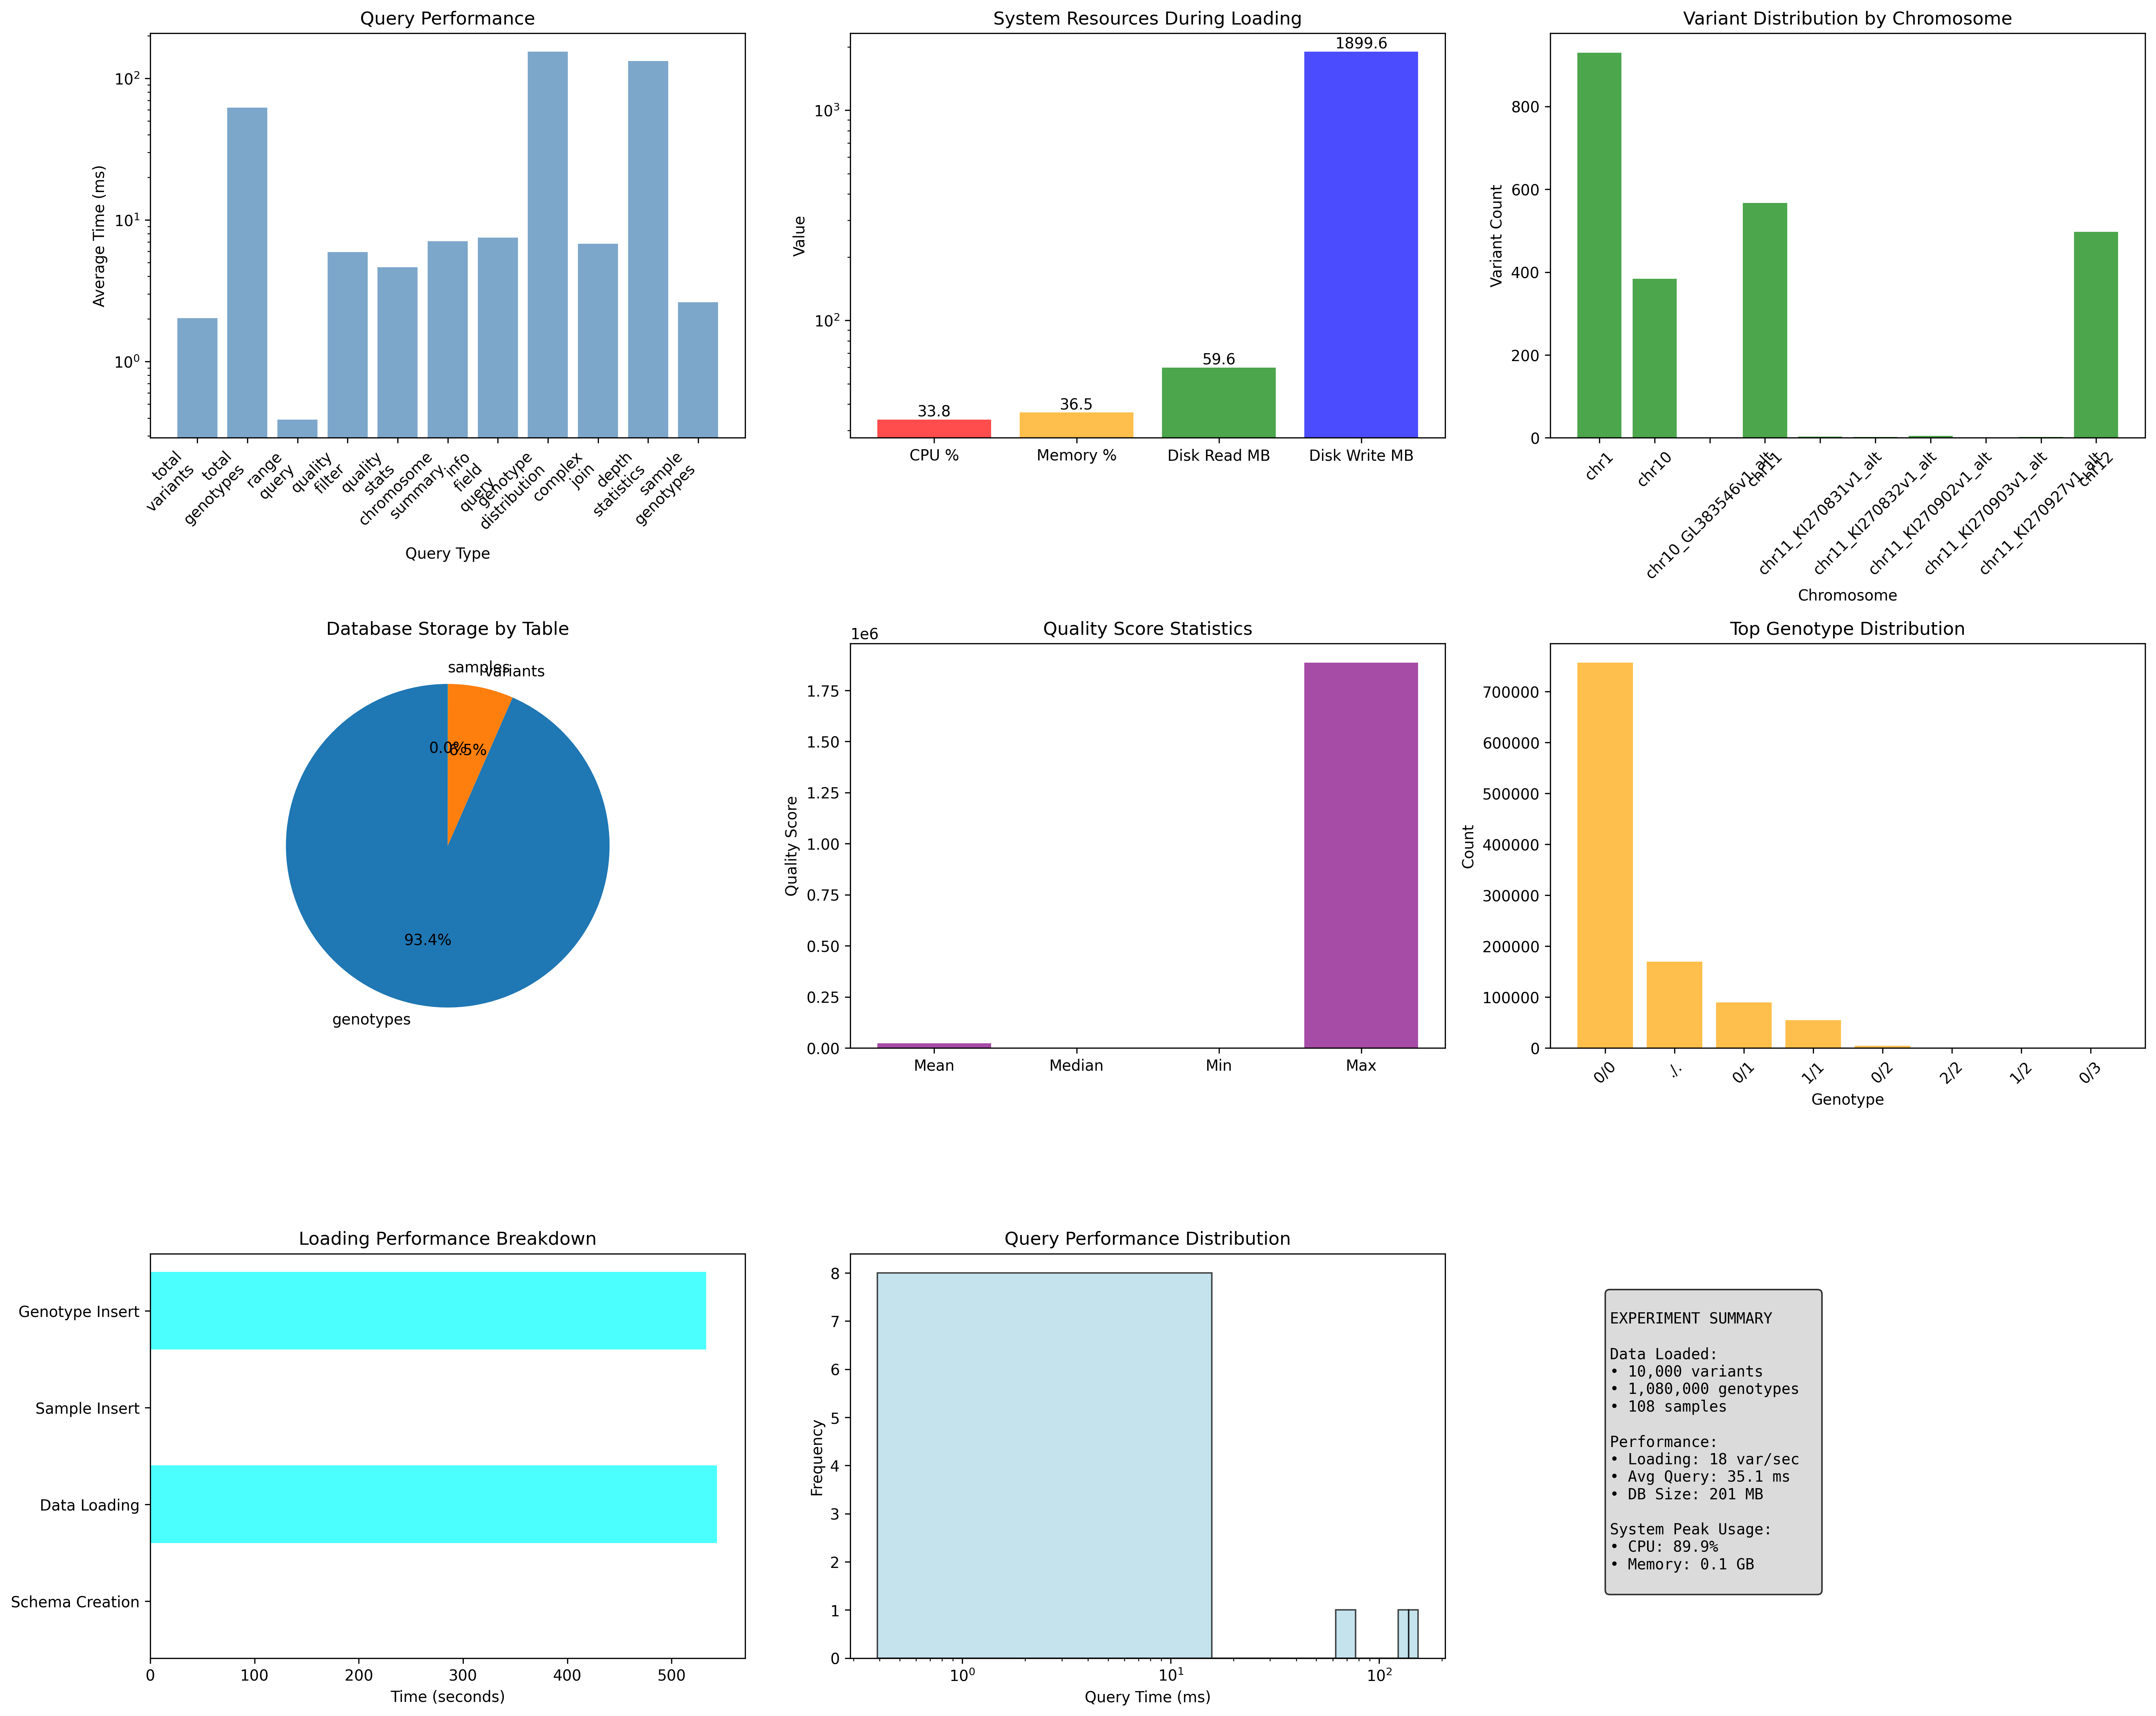 Query Performance
Average Time (ms)
10²
10¹
10⁰
total
variants
total
genotypes
range
query
quality
filter
quality
stats
chromosome
summary
info
field
query
genotype
distribution
complex
join
depth
statistics
sample
genotypes
Query Type
System Resources During Loading
Value
10³
10²
33.8
36.5
59.6
1899.6
CPU %
Memory %
Disk Read MB
Disk Write MB
Variant Distribution by Chromosome
Variant Count
800
600
400
200
0
chr1
chr10
chr10_GL383546v1_alt
chr11
chr11_KI270831v1_alt
chr11_KI270832v1_alt
chr11_KI270902v1_alt
chr11_KI270903v1_alt
chr11_KI270927v1_alt
chr12
Chromosome
Database Storage by Table
samples
variants
0.0%
6.5%
93.4%
genotypes
Quality Score Statistics
1e6
Quality Score
1.75
1.50
1.25
1.00
0.75
0.50
0.25
0.00
Mean
Median
Min
Max
Top Genotype Distribution
Count
700000
600000
500000
400000
300000
200000
100000
0
0/0
./.
0/1
1/1
0/2
2/2
1/2
0/3
Genotype
Loading Performance Breakdown
Genotype Insert
Sample Insert
Data Loading
Schema Creation
0
100
200
300
400
500
Time (seconds)
Query Performance Distribution
Frequency
8
7
6
5
4
3
2
1
0
10⁰
10¹
10²
Query Time (ms)
EXPERIMENT SUMMARY
Data Loaded:
• 10,000 variants
• 1,080,000 genotypes
• 108 samples
Performance:
• Loading: 18 var/sec
• Avg Query: 35.1 ms
• DB Size: 201 MB
System Peak Usage:
• CPU: 89.9%
• Memory: 0.1 GB